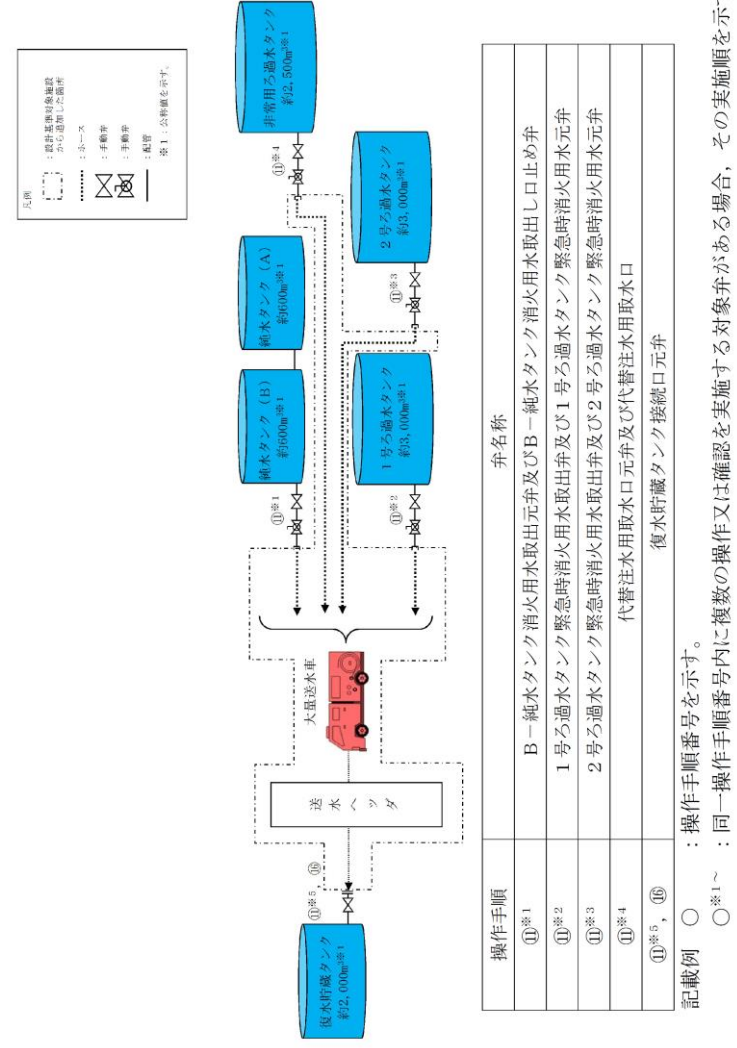 凡例
：設計基準対象施設
から追加した箇所
：ホース
：手動弁
：手動弁
：配管
※1：公称値を示す。
復水貯蔵タンク
約2,000m³※1
⑪※5，⑯
送水ヘッダ
大量送水車
純水タンク（B）
約600m³※1
⑪※1
純水タンク（A）
約600m³※1
非常用ろ過水タンク
約2,500m³※1
⑪※4
1号ろ過水タンク
約3,000m³※1
⑪※2
2号ろ過水タンク
約3,000m³※1
⑪※3
操作手順 弁名称
⑪※1 B－純水タンク消火用水取出元弁及びB－純水タンク消火用水取出し口止め弁
⑪※2 1号ろ過水タンク緊急時消火用水取出弁及び1号ろ過水タンク緊急時消火用水元弁
⑪※3 2号ろ過水タンク緊急時消火用水取出弁及び2号ろ過水タンク緊急時消火用水元弁
⑪※4 代替注水用取水口元弁及び代替注水用取水口
⑪※5，⑯ 復水貯蔵タンク接続口元弁
記載例 ○ ：操作手順番号を示す。
○※1～ ：同一操作手順番号内に複数の操作又は確認を実施する対象弁がある場合，その実施順を示